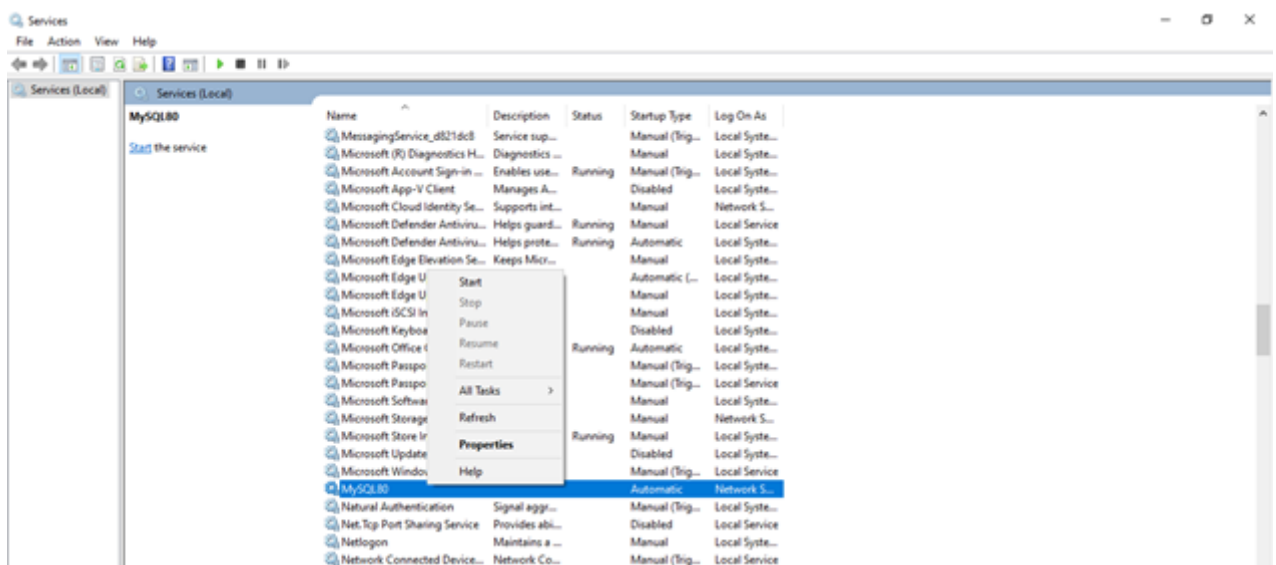 Services
File Action View Help
Services (Local)
Services (Local)
MySQL80
Start the service
Name Description Status Startup Type Log On As
MessagingService_d821dc8 Service sup... Manual (Trig... Local Syste...
Microsoft (R) Diagnostics H... Diagnostics ... Manual Local Syste...
Microsoft Account Sign-in ... Enables use... Running Manual (Trig... Local Syste...
Microsoft App-V Client Manages A... Disabled Local Syste...
Microsoft Cloud Identity Se... Supports int... Manual Network S...
Microsoft Defender Antiviru... Helps guard... Running Manual Local Service
Microsoft Defender Antiviru... Helps prote... Running Automatic Local Syste...
Microsoft Edge Elevation Se... Keeps Micr... Manual Local Syste...
Microsoft Edge U Automatic (... Local Syste...
Microsoft Edge U Manual Local Syste...
Microsoft iSCSI In Manual Local Syste...
Microsoft Keyboa Disabled Local Syste...
Microsoft Office Running Automatic Local Syste...
Microsoft Passpo Manual (Trig... Local Syste...
Microsoft Passpo Manual (Trig... Local Service
Microsoft Softwar Manual Local Syste...
Microsoft Storage Manual Network S...
Microsoft Store In Running Manual Local Syste...
Microsoft Update Disabled Local Syste...
Microsoft Window Manual (Trig... Local Service
MySQL80 Automatic Network S...
Natural Authentication Signal aggr... Manual (Trig... Local Syste...
Net.Tcp Port Sharing Service Provides abi... Disabled Local Service
Netlogon Maintains a ... Manual Local Syste...
Network Connected Device... Network Co... Manual (Trig... Local Service
Start
Stop
Pause
Resume
Restart
All Tasks
Refresh
Properties
Help